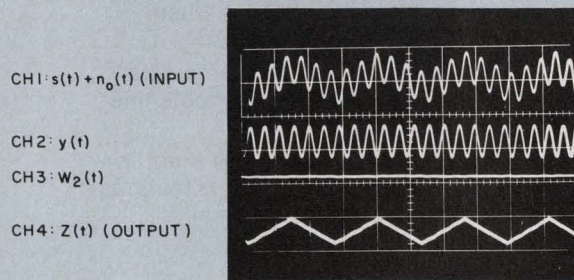 CH1: s(t) + n₀(t) (INPUT)
CH2: y(t)
CH3: W₂(t)
CH4: Z(t) (OUTPUT)